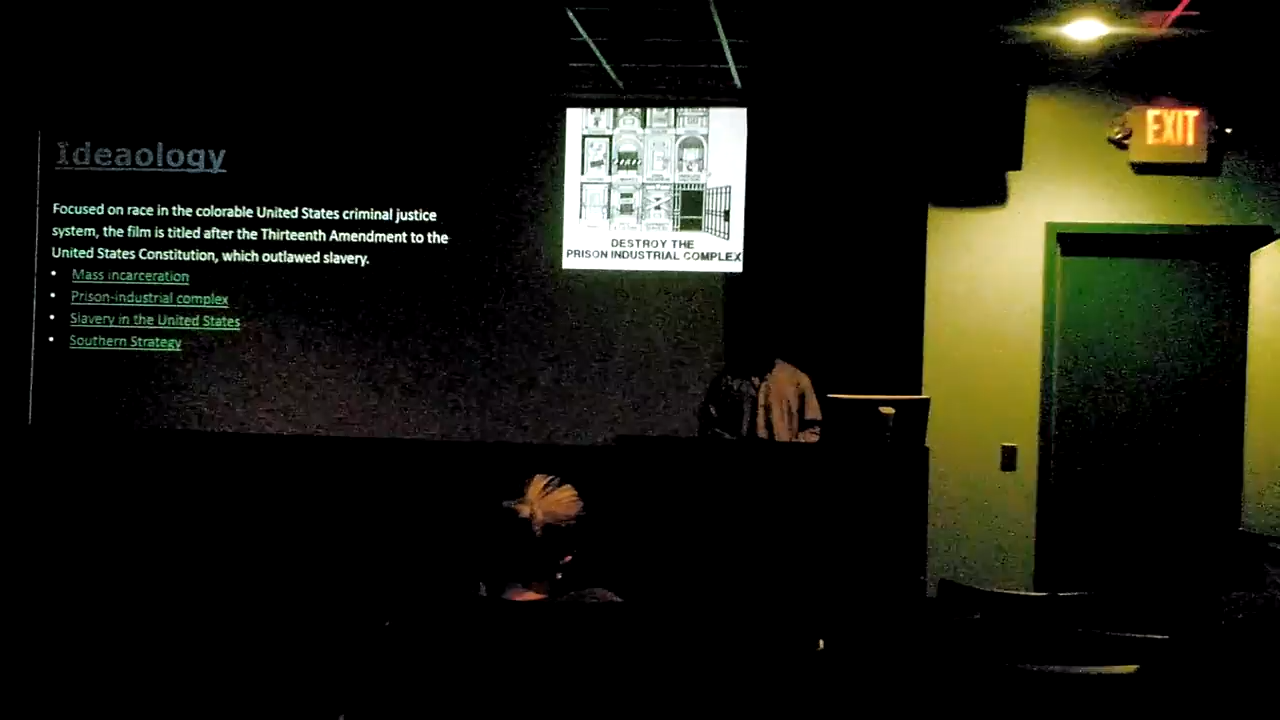 Ideaology
Focused on race in the colorable United States criminal justice
system, the film is titled after the Thirteenth Amendment to the
United States Constitution, which outlawed slavery.
• Mass incarceration
• Prison-industrial complex
• Slavery in the United States
• Southern Strategy
DESTROY THE
PRISON INDUSTRIAL COMPLEX
EXIT